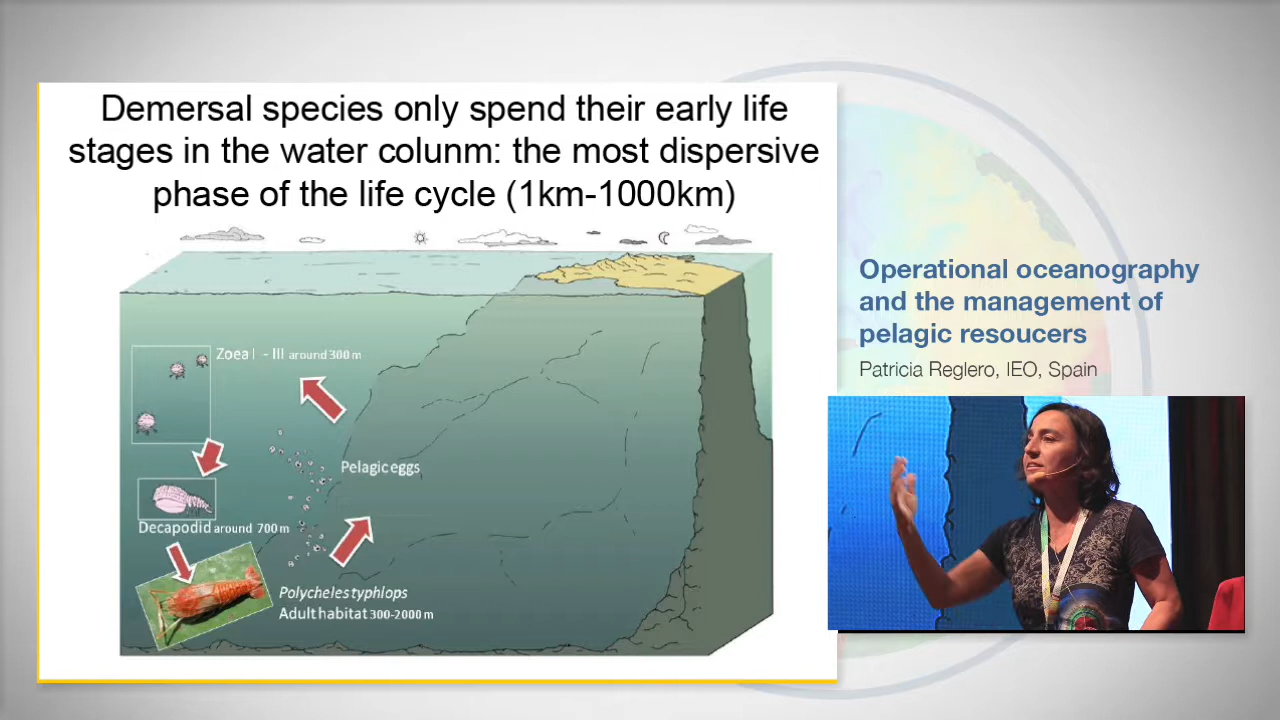 Demersal species only spend their early life
stages in the water colunm: the most dispersive
phase of the life cycle (1km-1000km)
Zoea I - III around 300 m
Pelagic eggs
Decapodid around 700 m
Polycheles typhlops
Adult habitat 300-2000 m
Operational oceanography
and the management of
pelagic resoucers
Patricia Reglero, IEO, Spain